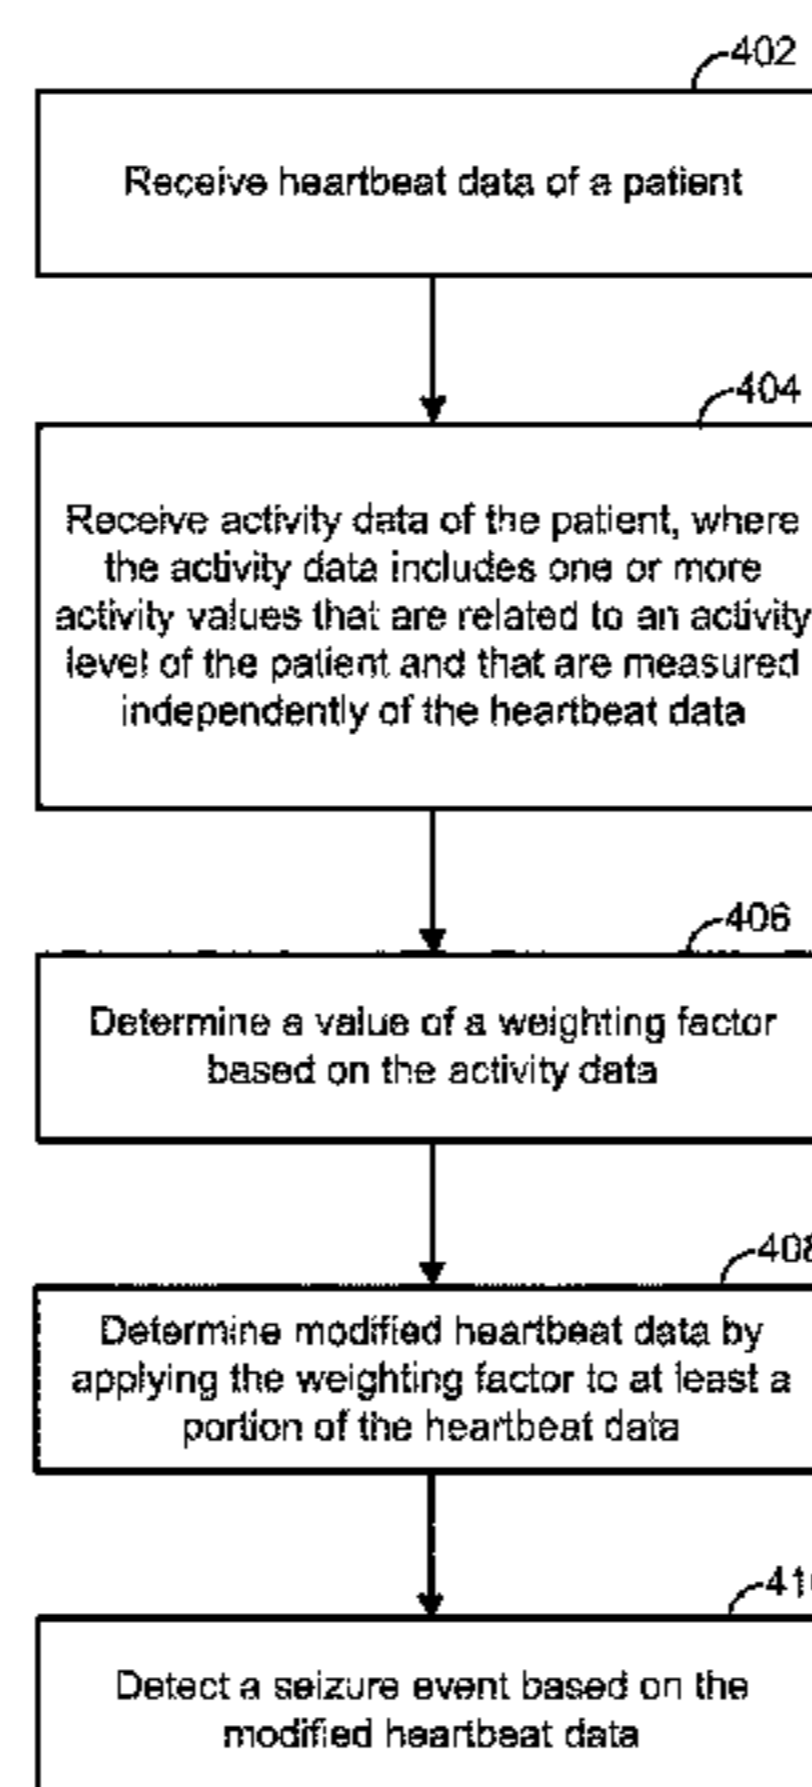 402
Receive heartbeat data of a patient
404
Receive activity data of the patient, where
the activity data includes one or more
activity values that are related to an activity
level of the patient and that are measured
independently of the heartbeat data
406
Determine a value of a weighting factor
based on the activity data
408
Determine modified heartbeat data by
applying the weighting factor to at least a
portion of the heartbeat data
Detect a seizure event based on the
modified heartbeat data